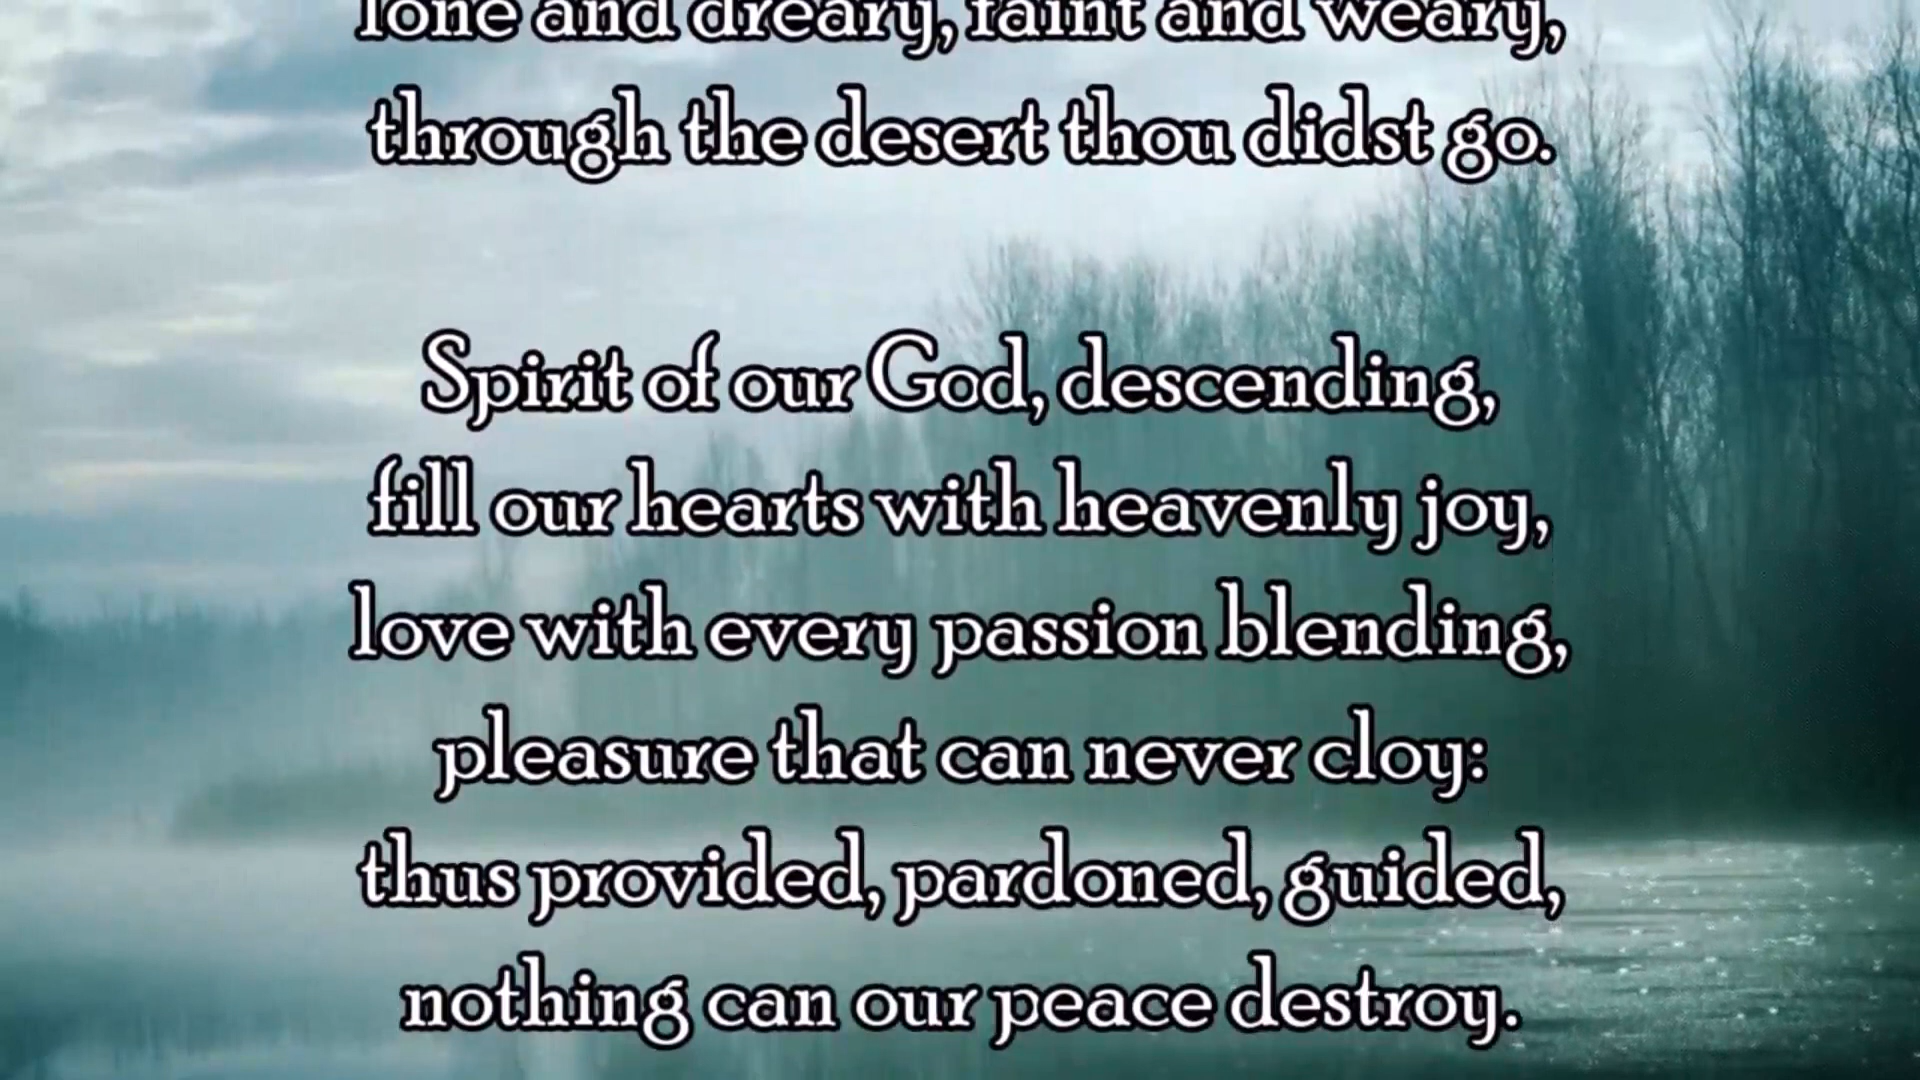 lone and dreary, faint and weary,
through the desert thou didst go.
Spirit of our God, descending,
fill our hearts with heavenly joy,
love with every passion blending,
pleasure that can never cloy:
thus provided, pardoned, guided,
nothing can our peace destroy.